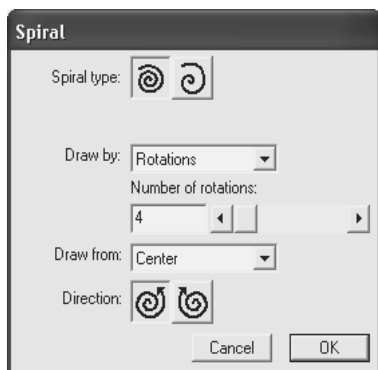 Spiral
Spiral type:
Draw by: Rotations
Number of rotations:
4
Draw from: Center
Direction:
Cancel OK